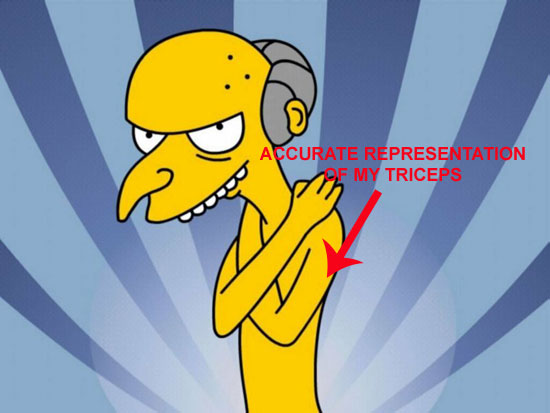 ACCURATE REPRESENTATION
OF MY TRICEPS